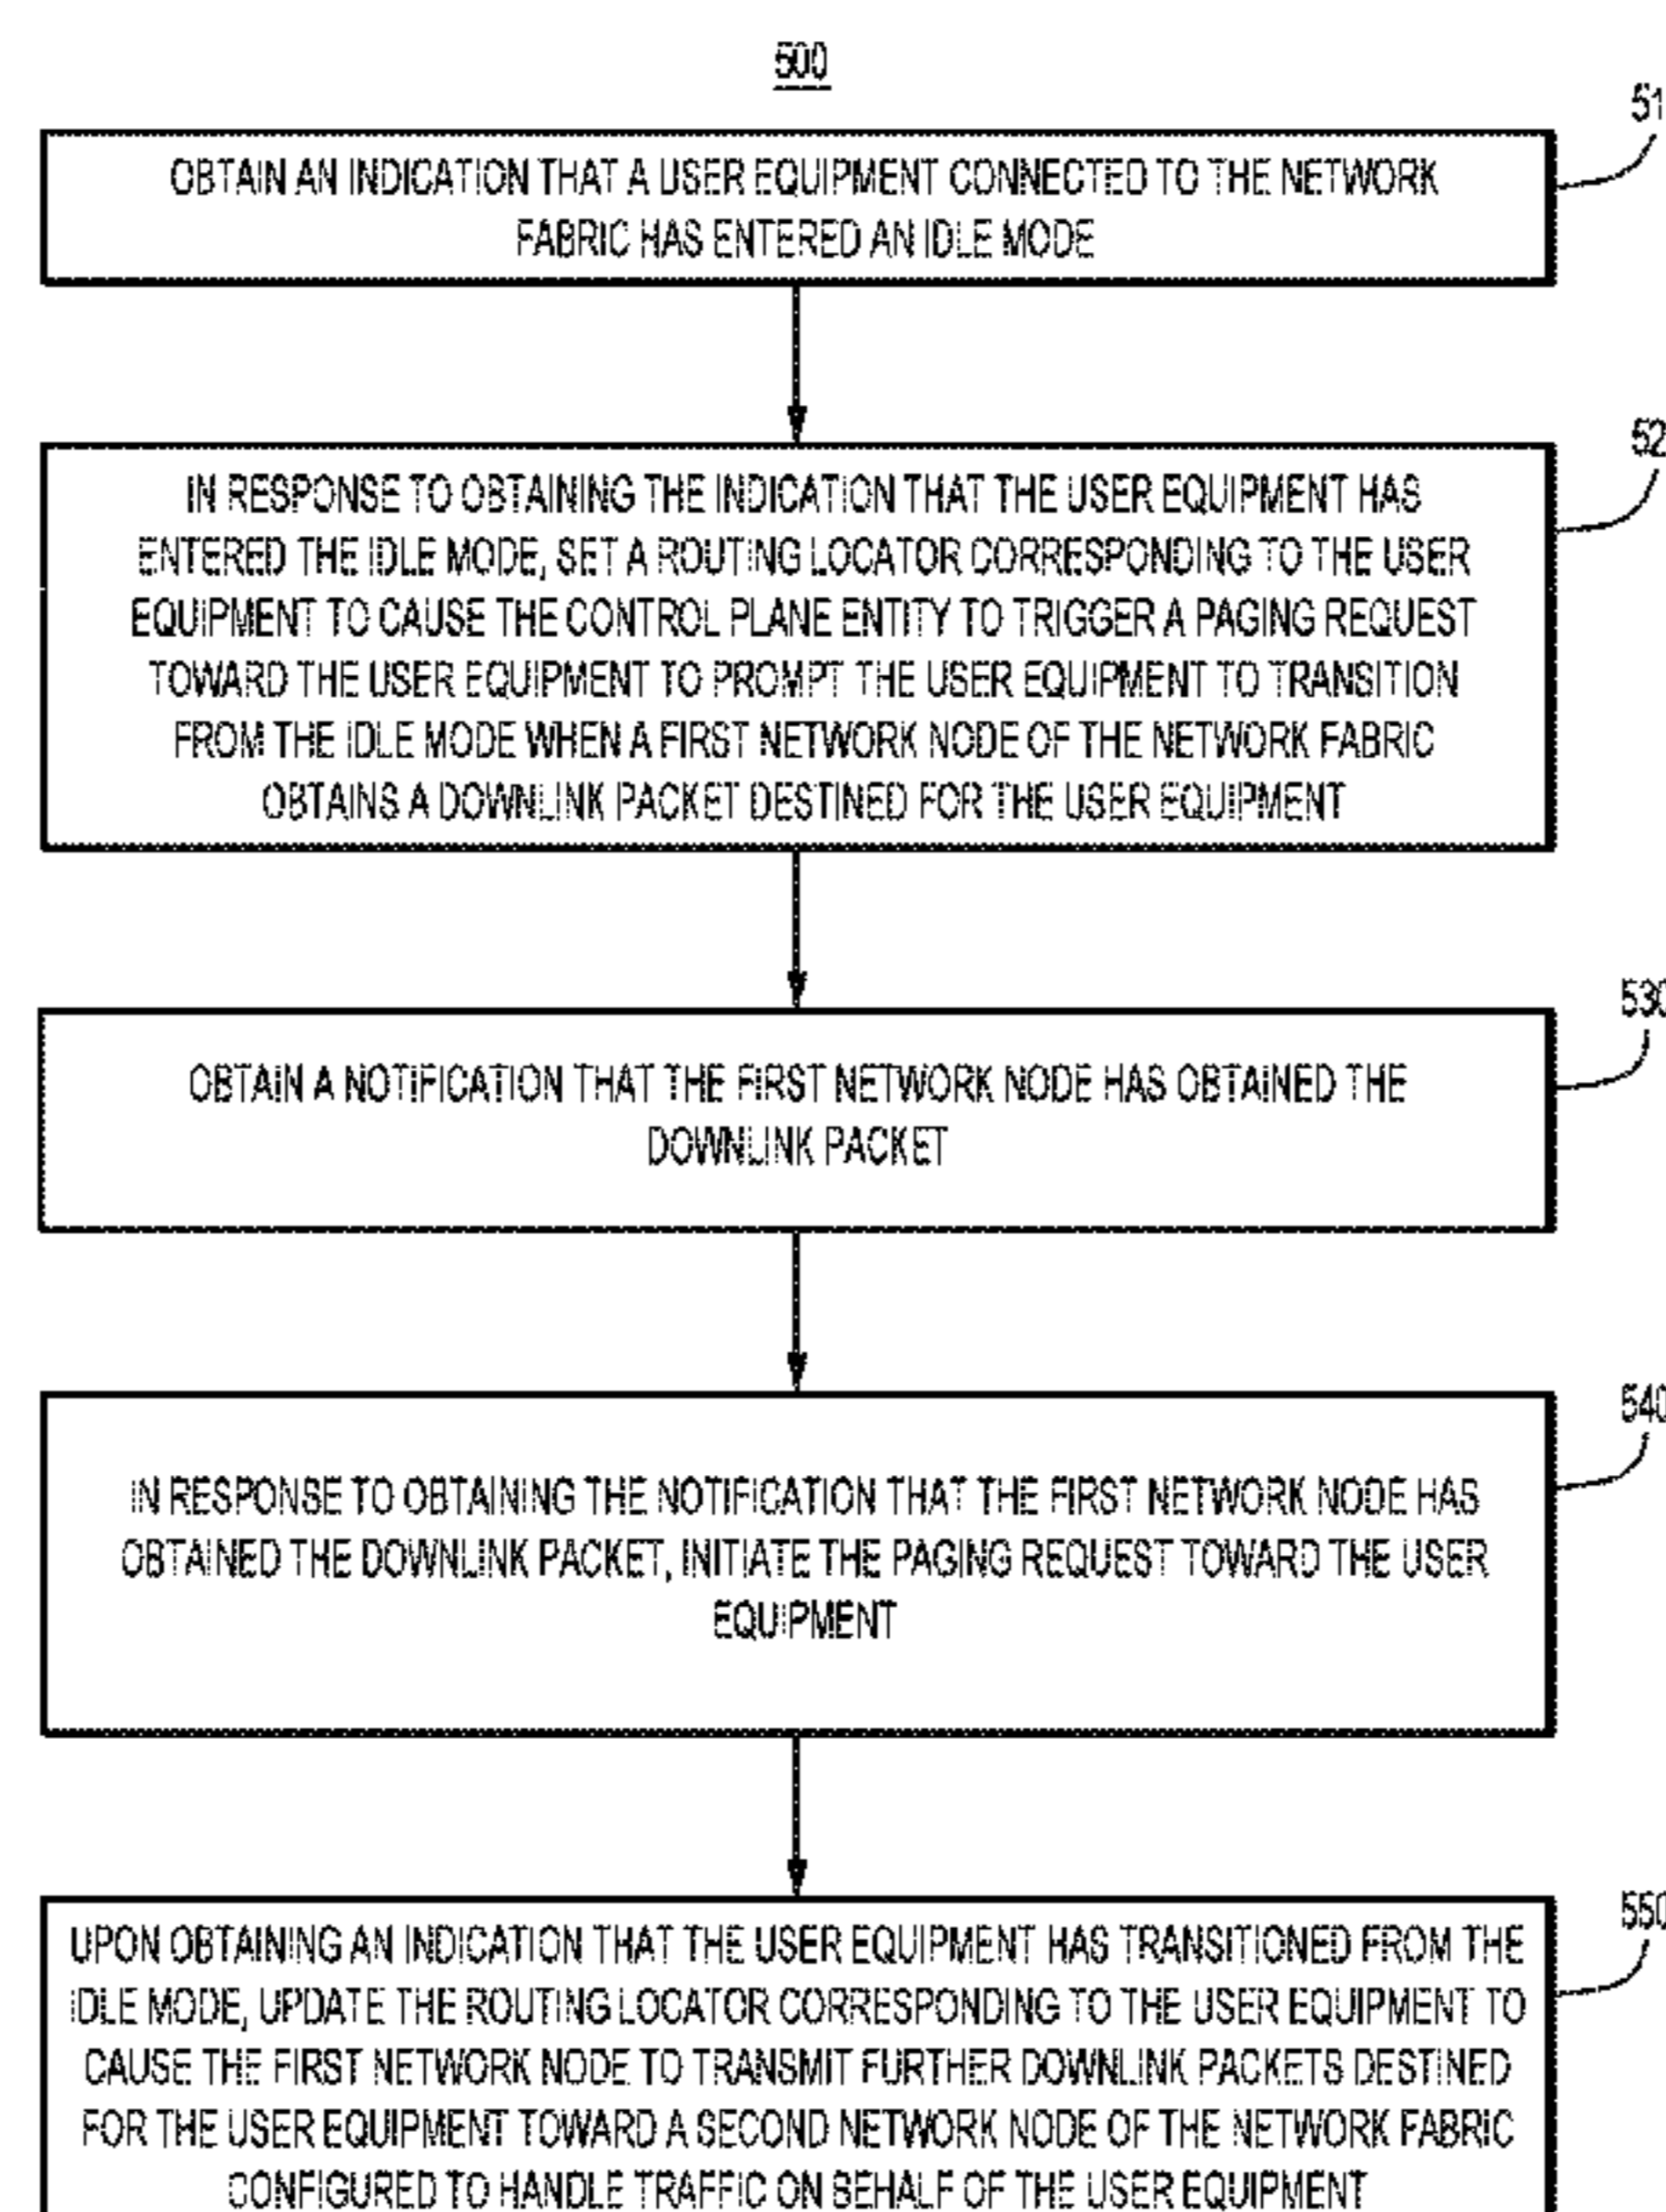 500
51
OBTAIN AN INDICATION THAT A USER EQUIPMENT CONNECTED TO THE NETWORK
FABRIC HAS ENTERED AN IDLE MODE
52
IN RESPONSE TO OBTAINING THE INDICATION THAT THE USER EQUIPMENT HAS
ENTERED THE IDLE MODE, SET A ROUTING LOCATOR CORRESPONDING TO THE USER
EQUIPMENT TO CAUSE THE CONTROL PLANE ENTITY TO TRIGGER A PAGING REQUEST
TOWARD THE USER EQUIPMENT TO PROMPT THE USER EQUIPMENT TO TRANSITION
FROM THE IDLE MODE WHEN A FIRST NETWORK NODE OF THE NETWORK FABRIC
OBTAINS A DOWNLINK PACKET DESTINED FOR THE USER EQUIPMENT
530
OBTAIN A NOTIFICATION THAT THE FIRST NETWORK NODE HAS OBTAINED THE
DOWNLINK PACKET
540
IN RESPONSE TO OBTAINING THE NOTIFICATION THAT THE FIRST NETWORK NODE HAS
OBTAINED THE DOWNLINK PACKET, INITIATE THE PAGING REQUEST TOWARD THE USER
EQUIPMENT
550
UPON OBTAINING AN INDICATION THAT THE USER EQUIPMENT HAS TRANSITIONED FROM THE
IDLE MODE, UPDATE THE ROUTING LOCATOR CORRESPONDING TO THE USER EQUIPMENT TO
CAUSE THE FIRST NETWORK NODE TO TRANSMIT FURTHER DOWNLINK PACKETS DESTINED
FOR THE USER EQUIPMENT TOWARD A SECOND NETWORK NODE OF THE NETWORK FABRIC
CONFIGURED TO HANDLE TRAFFIC ON BEHALF OF THE USER EQUIPMENT